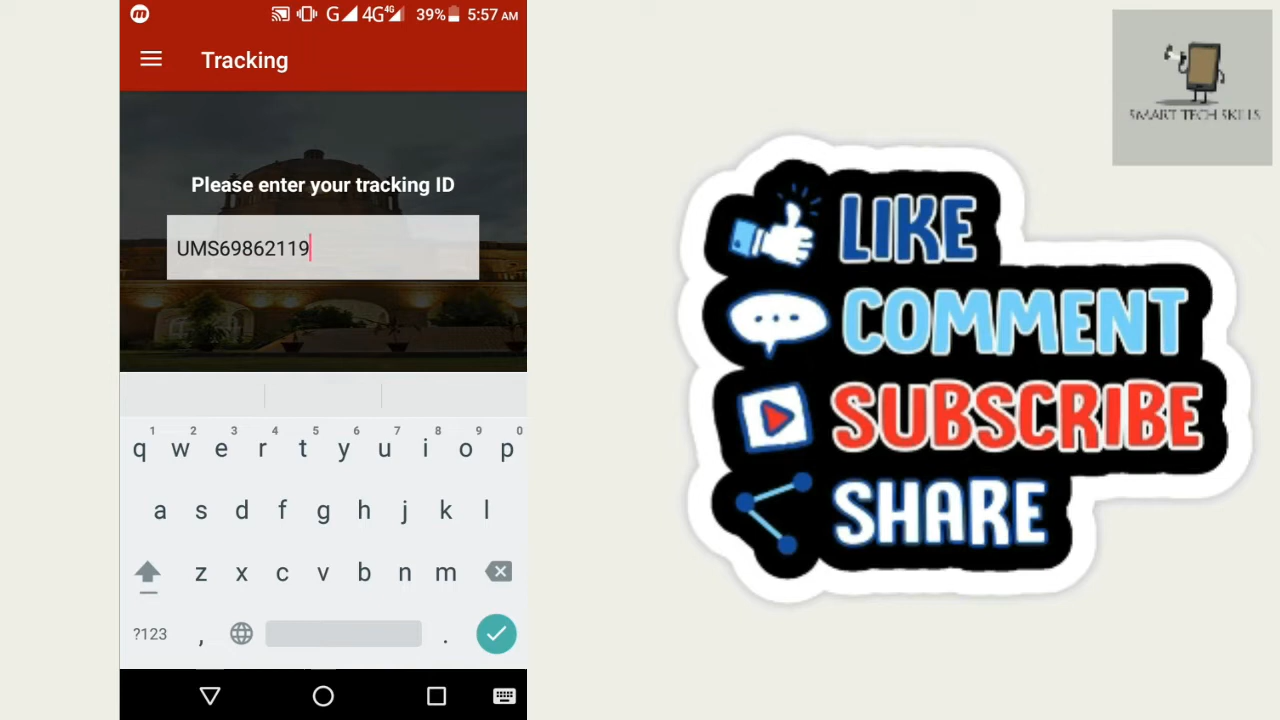 G 4G 4G 39% 5:57 AM
Tracking
Please enter your tracking ID
UMS69862119
1 2 3 4 5 6 7 8 9 0
q w e r t y u i o p
a s d f g h j k l
z x c v b n m
?123 , .
SMART TECH SKILLS
LIKE
COMMENT
SUBSCRIBE
SHARE